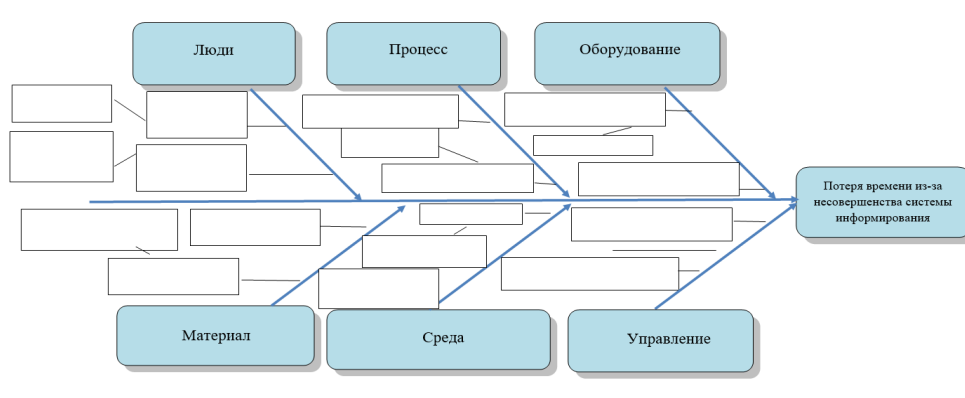 Люди
Процесс
Оборудование
Потеря времени из-за
несовершенства системы
информирования
Материал
Среда
Управление